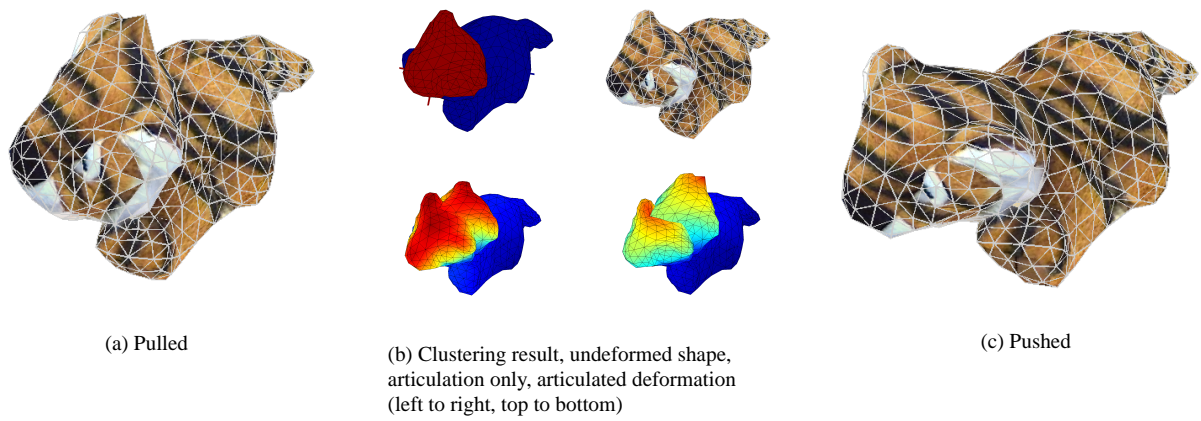 (a) Pulled
(b) Clustering result, undeformed shape,
articulation only, articulated deformation
(left to right, top to bottom)
(c) Pushed